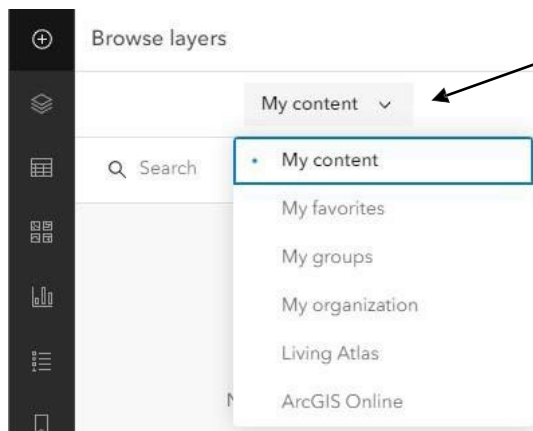 Browse layers
My content
Search
My content
My favorites
My groups
My organization
Living Atlas
ArcGIS Online